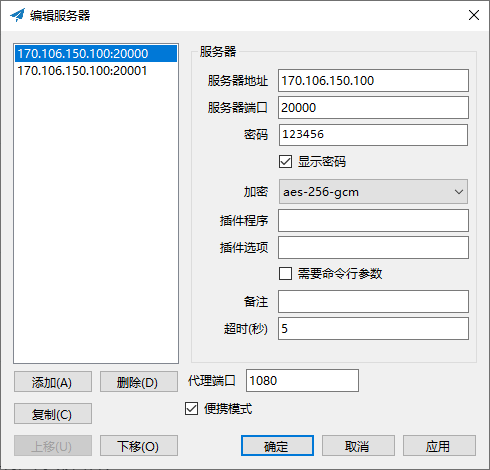 编辑服务器
170.106.150.100:20000
170.106.150.100:20001
服务器
服务器地址 170.106.150.100
服务器端口 20000
密码 123456
显示密码
加密 aes-256-gcm
插件程序
插件选项
需要命令行参数
备注
超时(秒) 5
添加(A) 删除(D) 代理端口 1080
复制(C) 便携模式
上移(U) 下移(O) 确定 取消 应用